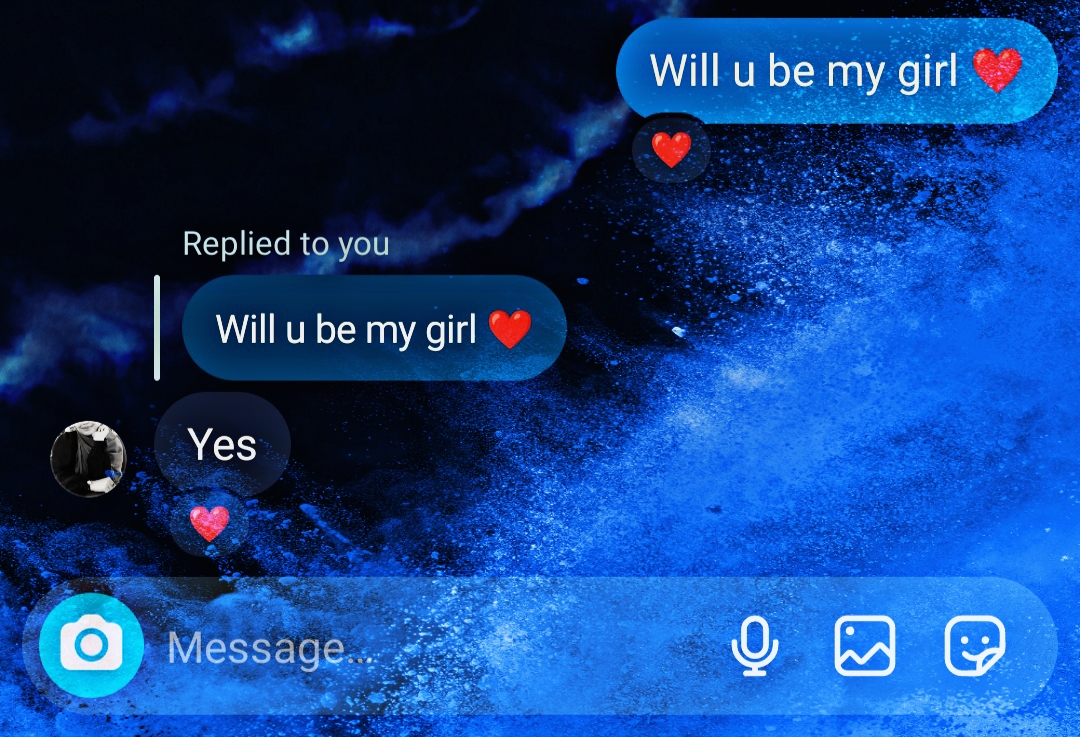 Will u be my girl ❤️
❤️
Replied to you
Will u be my girl ❤️
Yes
💗
Message...